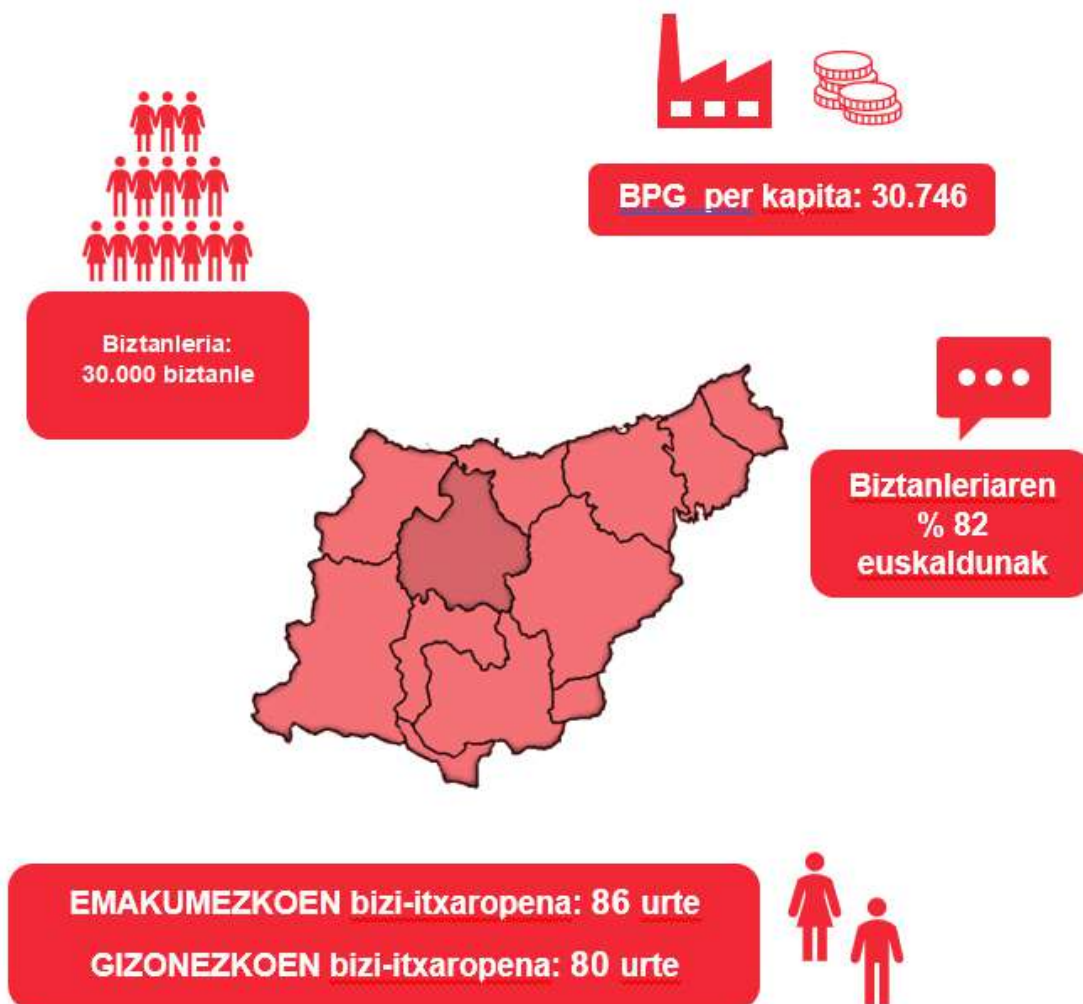 BPG per kapita: 30.746
Biztanleria:
30.000 biztanle
Biztanleriaren
% 82
euskaldunak
EMAKUMEZKOEN bizi-itxaropena: 86 urte
GIZONEZKOEN bizi-itxaropena: 80 urte